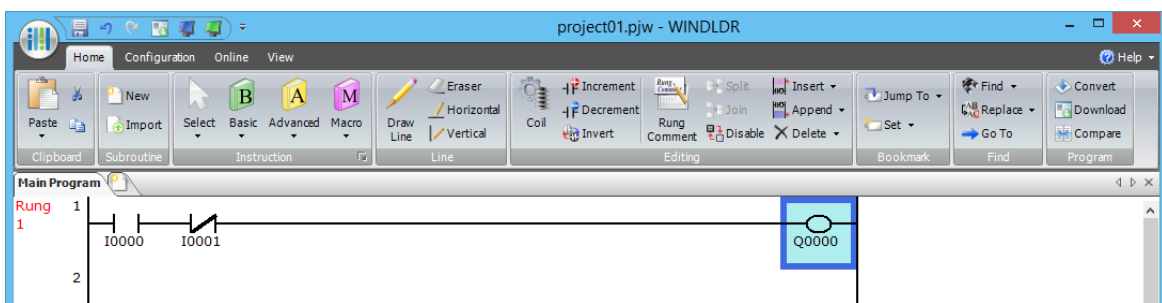 project01.pjw - WINDLDR
Home Configuration Online View Help
Paste
Clipboard
New
Import
Subroutine
Select Basic Advanced Macro
B A M
Instruction
Draw Line
Eraser
Horizontal
Vertical
Line
Coil
Increment
Decrement
Invert
Rung Comment
Split
Join
Disable
Insert
Append
Delete
Editing
Jump To
Set
Bookmark
Find
Replace
Go To
Find
Convert
Download
Compare
Program
Main Program
Rung 1
1
I0000 I0001 Q0000
2